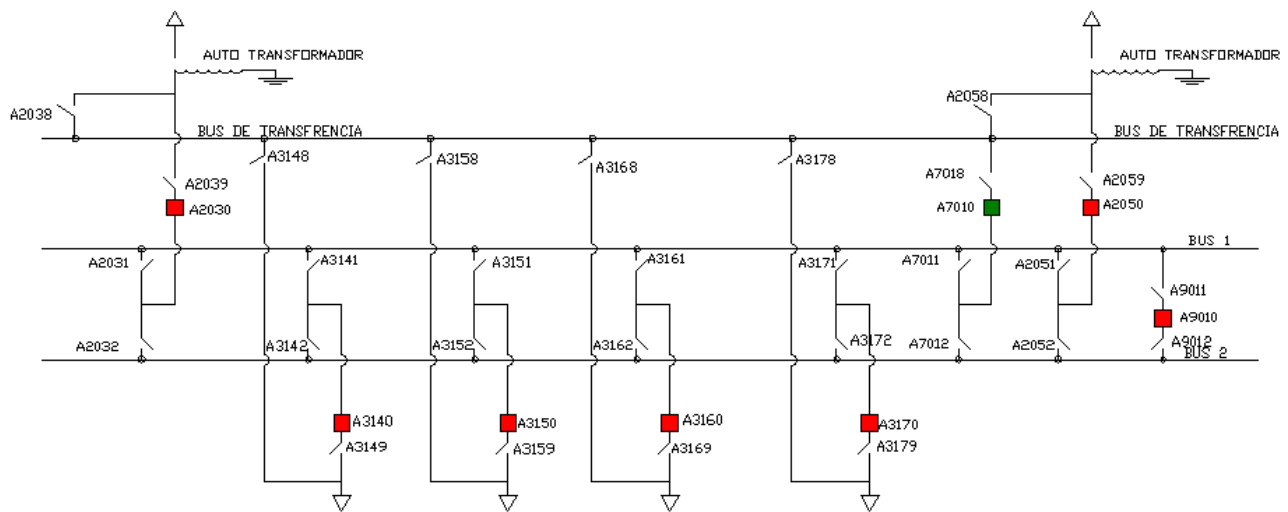 AUTO TRANSFORMADOR
AUTO TRANSFORMADOR
A2038
A2058
BUS DE TRANSFRENCIA
BUS DE TRANSFRENCIA
A3148
A3158
A3168
A3178
A2039
A7018
A2059
A2030
A7010
A2050
BUS 1
A2031
A3141
A3151
A3161
A3171
A7011
A2051
A9011
A9010
A2032
A3142
A3152
A3162
A3172
A7012
A2052
A9012
BUS 2
A3140
A3150
A3160
A3170
A3149
A3159
A3169
A3179